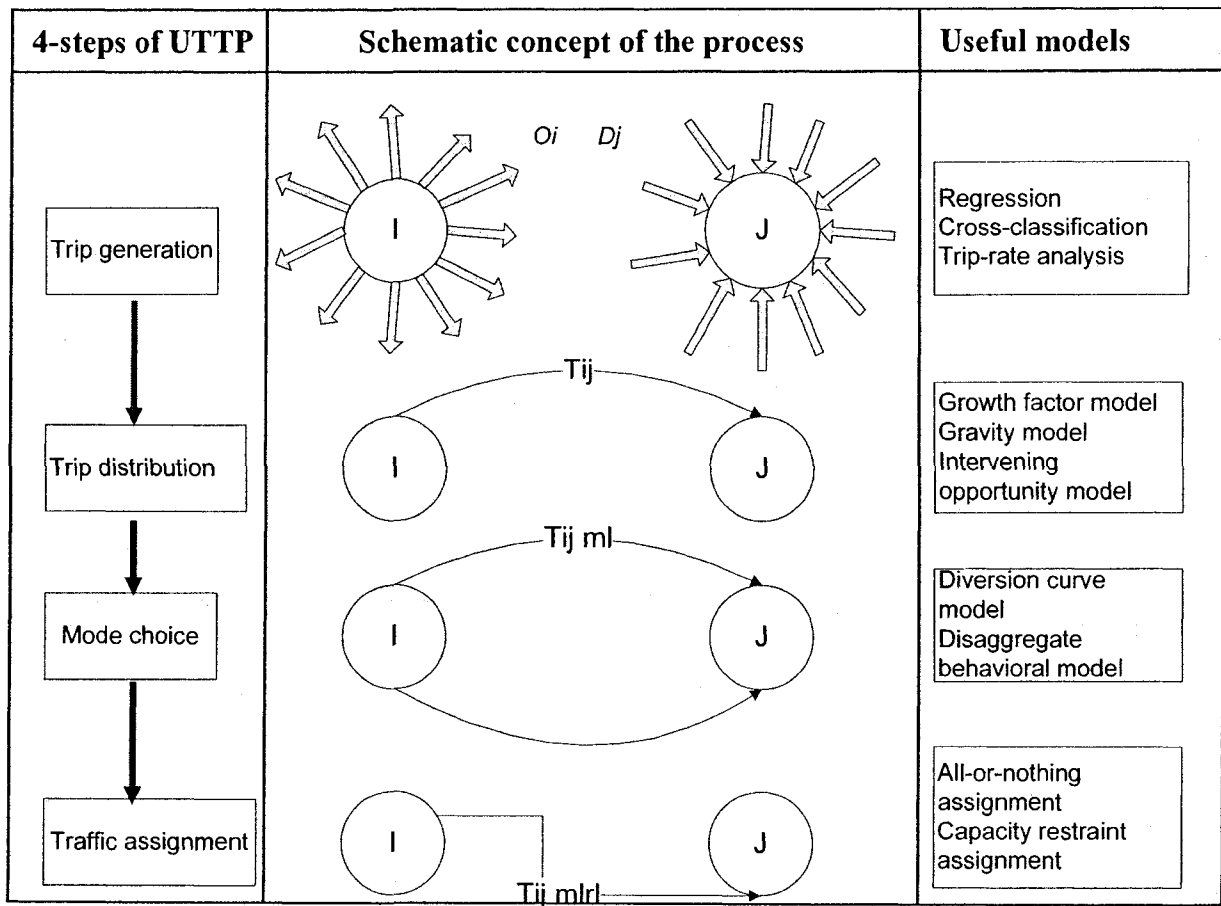 4-steps of UTTP
Schematic concept of the process
Useful models
Oi Dj
I
J
Trip generation
Regression
Cross-classification
Trip-rate analysis
Tij
I
J
Trip distribution
Growth factor model
Gravity model
Intervening
opportunity model
Tij ml
I
J
Mode choice
Diversion curve
model
Disaggregate
behavioral model
I
J
Traffic assignment
Tij mlrl
All-or-nothing
assignment
Capacity restraint
assignment